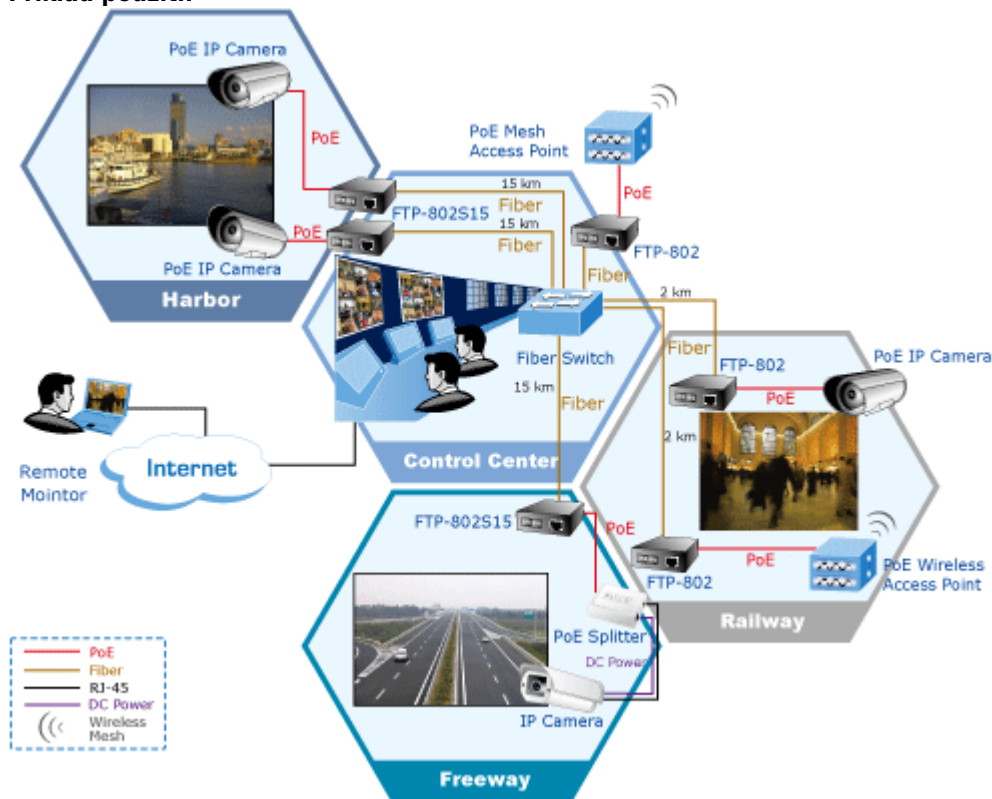 PoE IP Camera
PoE
PoE IP Camera
PoE
Harbor
15 km
Fiber
15 km
Fiber
FTP-802S15
PoE Mesh
Access Point
PoE
FTP-802
Fiber
Fiber Switch
2 km
Fiber
FTP-802
PoE IP Camera
PoE
2 km
15 km
Fiber
Control Center
Remote
Mointor
Internet
FTP-802S15
PoE
FTP-802
PoE
PoE Wireless
Access Point
Railway
PoE Splitter
DC Power
IP Camera
Freeway
PoE
Fiber
RJ-45
DC Power
Wireless
Mesh